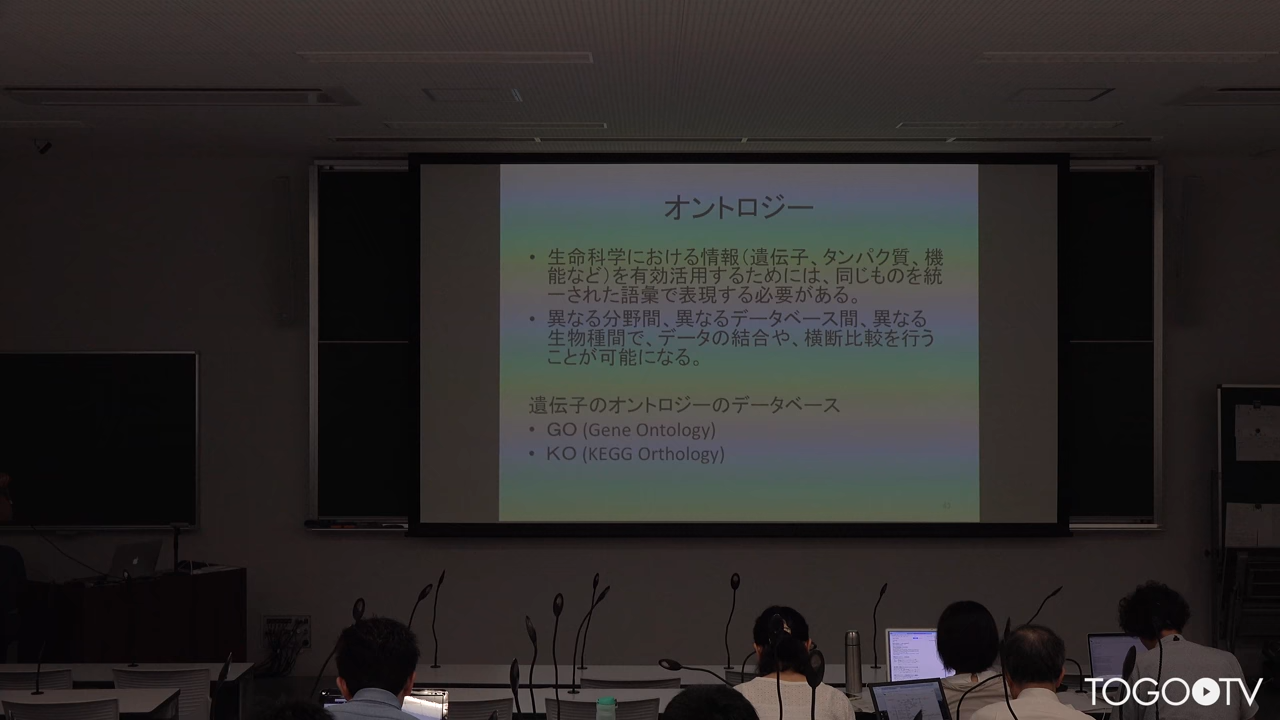 オントロジー
• 生命科学における情報（遺伝子、タンパク質、機
能など）を有効活用するためには、同じものを統
一された語彙で表現する必要がある。
• 異なる分野間、異なるデータベース間、異なる
生物種間で、データの結合や、横断比較を行う
ことが可能になる。
遺伝子のオントロジーのデータベース
• GO (Gene Ontology)
• KO (KEGG Orthology)
TOGOTV